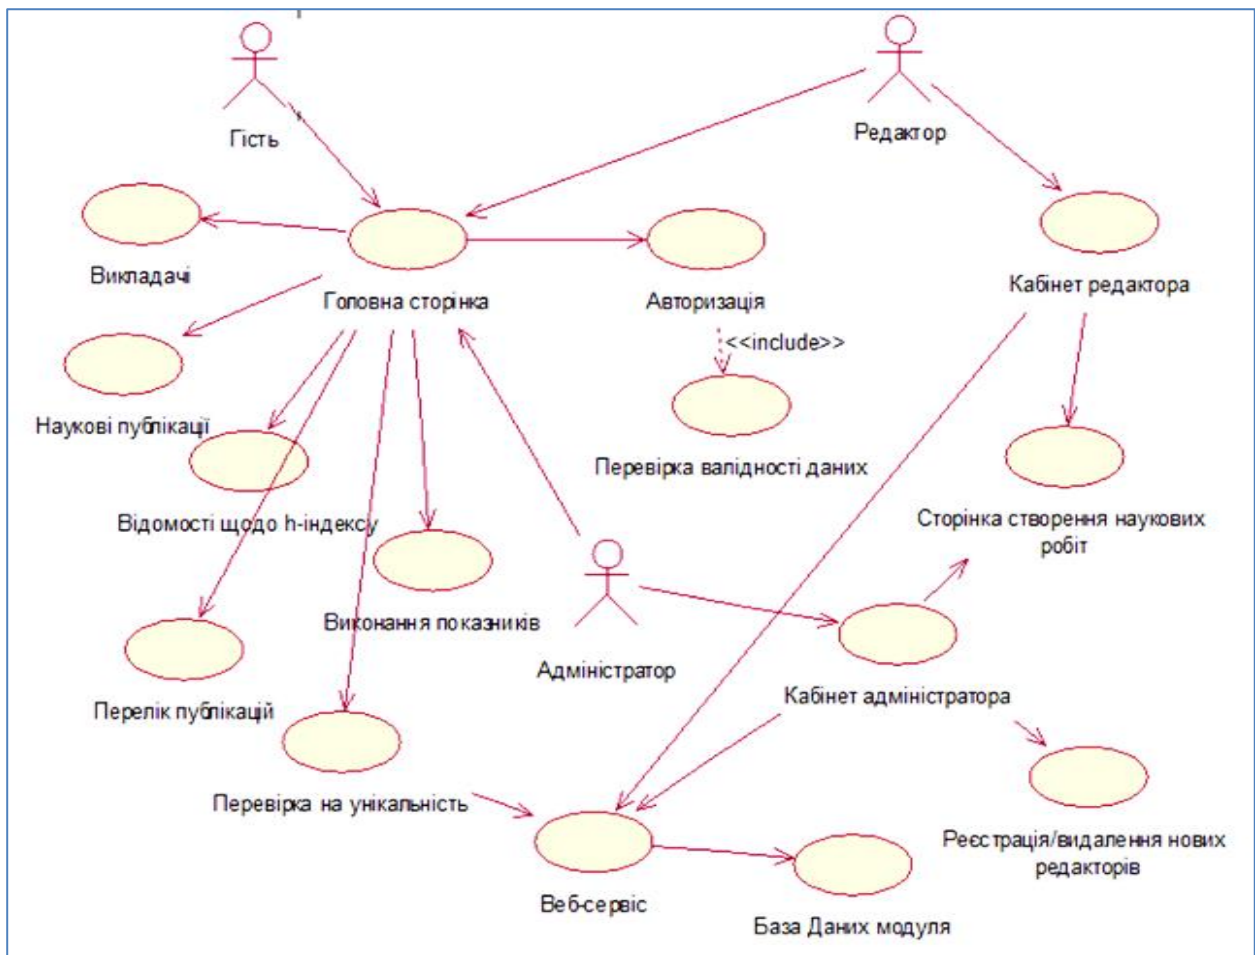 Гість
Редактор
Викладачі
Головна сторінка
Авторизація
Кабінет редактора
<<include>>
Наукові публікації
Перевірка валідності даних
Відомості щодо h-індексу
Сторінка створення наукових
робіт
Виконання показників
Адміністратор
Кабінет адміністратора
Перелік публікацій
Перевірка на унікальність
Реєстрація/видалення нових
редакторів
Веб-сервіс
База Даних модуля